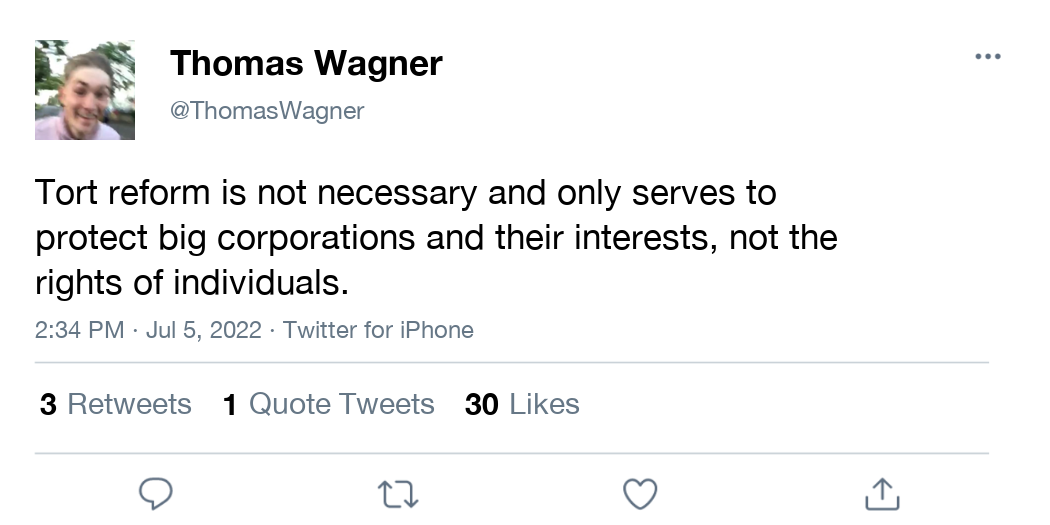 Thomas Wagner
@ThomasWagner
Tort reform is not necessary and only serves to
protect big corporations and their interests, not the
rights of individuals.
2:34 PM · Jul 5, 2022 · Twitter for iPhone
3 Retweets 1 Quote Tweets 30 Likes